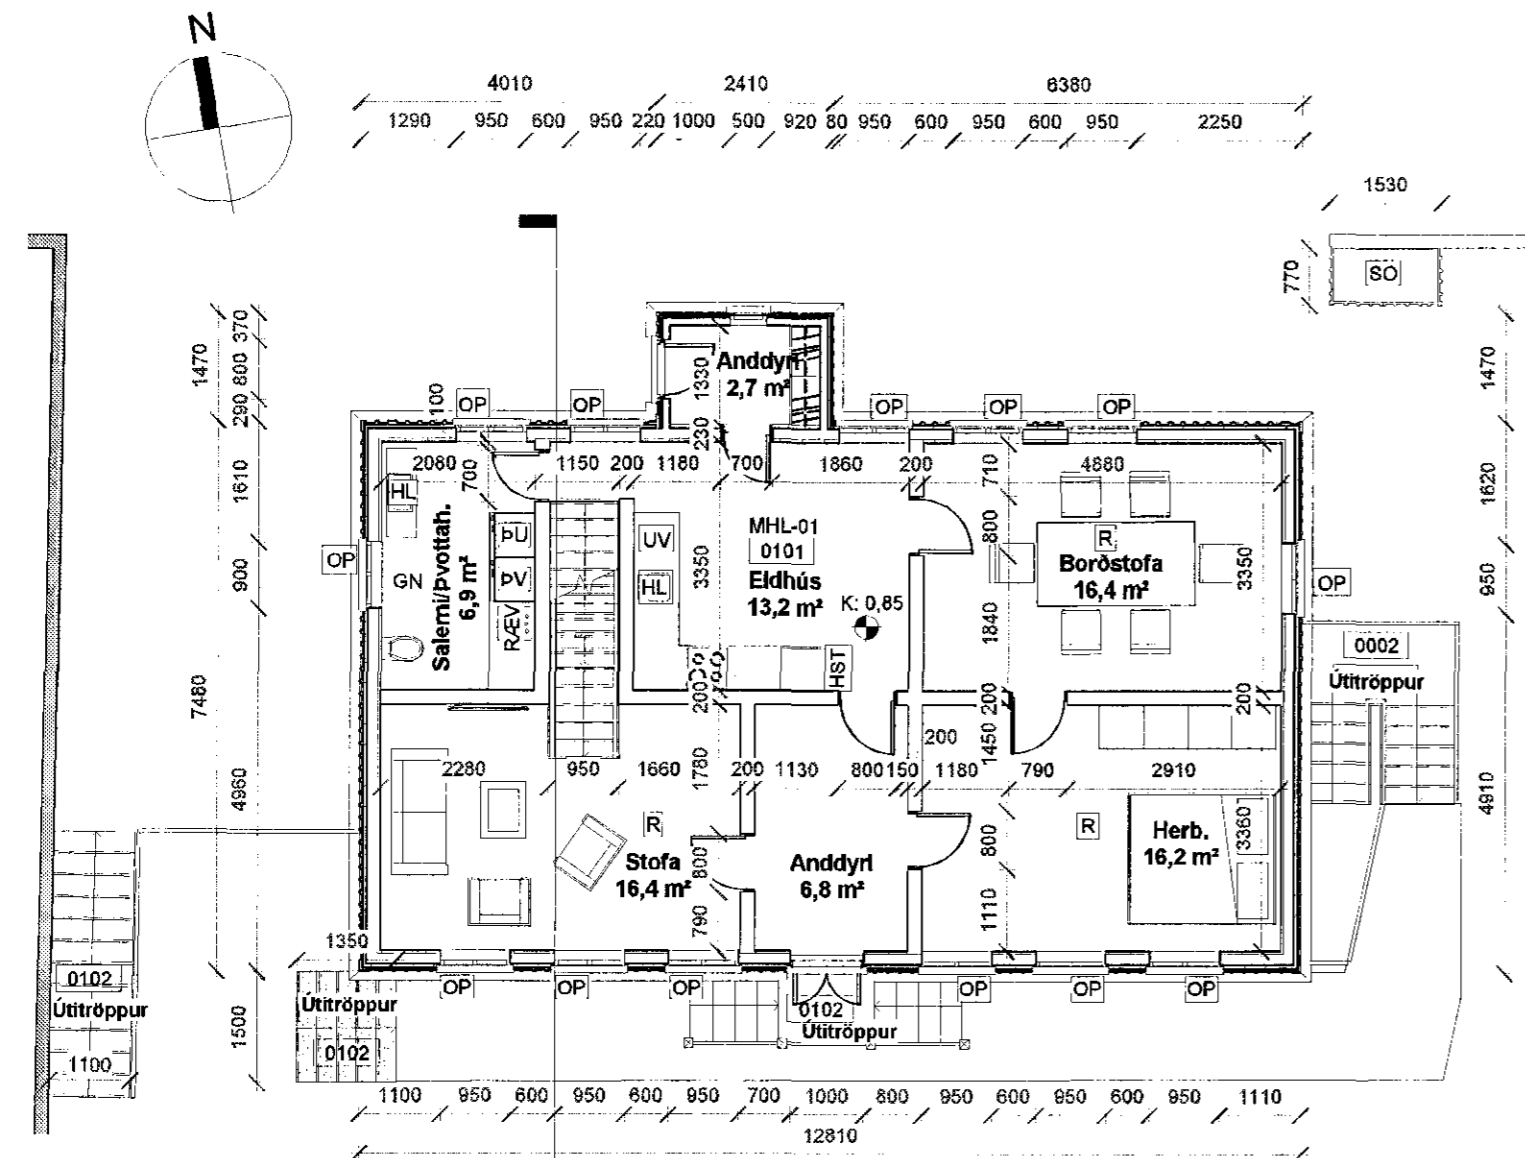 N
4010 2410 6380
1290 950 600 950 220 1000 500 920 80 950 600 950 600 950 2250
1530
770
SO
1470
370
800
290
1610
900
7480
4960
1500
1470
1620
950
4910
100
OP
OP
OP
OP
OP
OP
OP
Anddyri
2,7 m²
1330
230
2080 1150 200 1180 700 1860 200 4880
700
710
800
1840
3350
3350
HL
ÞU
ÞV
RÆV
GN
Salerni/Þvottah.
6,9 m²
UV
HL
MHL-01
0101
Eldhús
13,2 m²
K: 0,85
HST
R
Borðstofa
16,4 m²
0002
Útitröppur
200
200
200
200
1450
1780
2280 950 1660 200 1130 800 150 1180 790 2910
R
Stofa
16,4 m²
800
790
Anddyri
6,8 m²
800
1110
R
Herb.
16,2 m²
3360
1350
0102
Útitröppur
1100
Útitröppur
0102
OP
OP
OP
0102
Útitröppur
OP
OP
OP
1100 950 600 950 600 950 700 1000 800 950 600 950 600 950 1110
12810